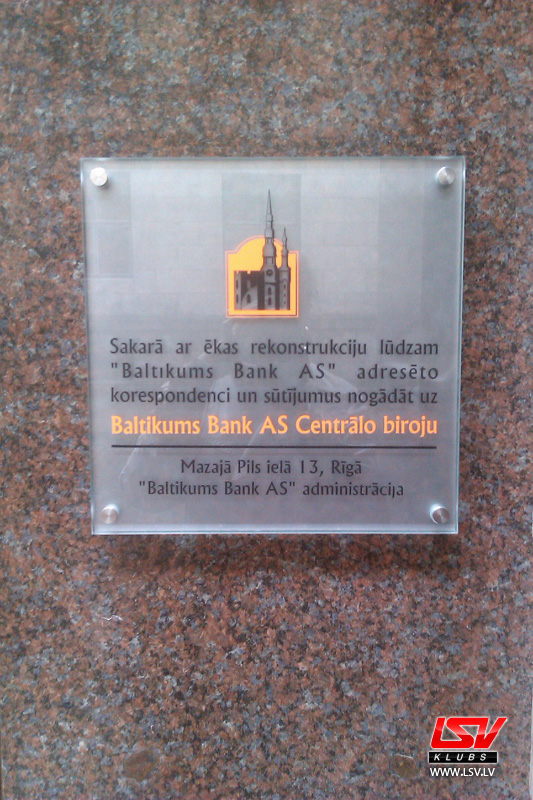 Sakarā ar ēkas rekonstrukciju lūdzam
"Baltıkums Bank AS" adresēto
korespondenci un sūtījumus nogādāt uz
Baltikums Bank AS Centrālo biroju
Mazajā Pils ielā 13, Rīgā
"Baltikums Bank AS" administrācija
LSV
KLUBS
WWW.LSV.LV